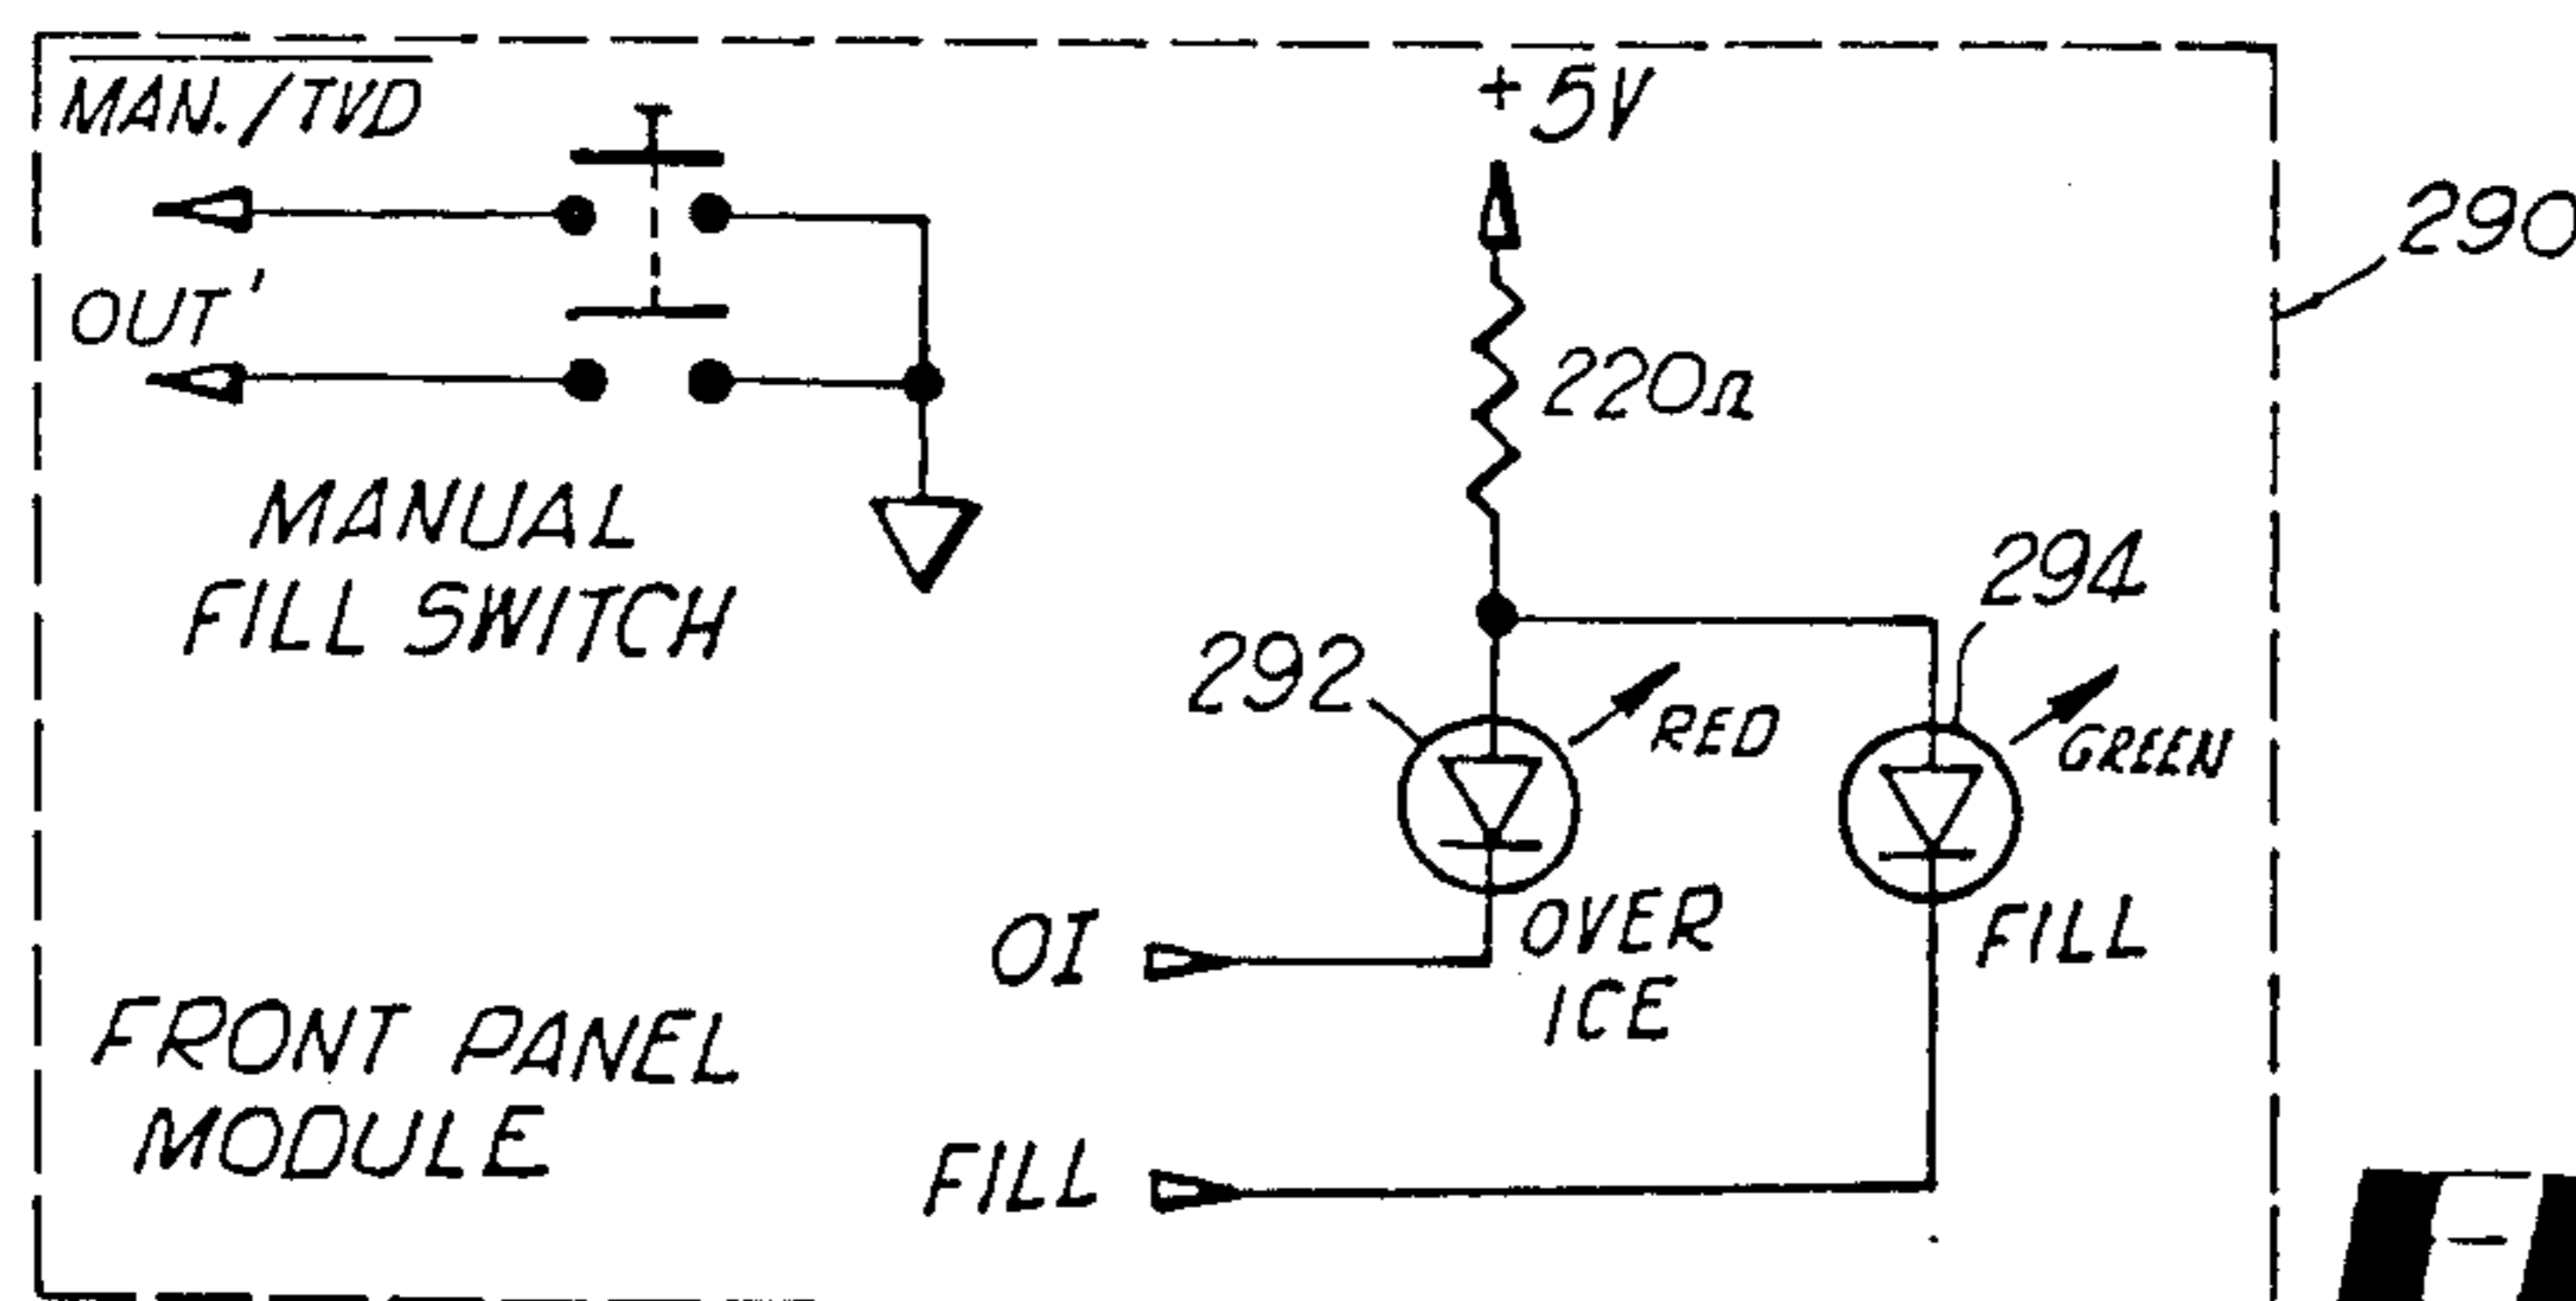 MAN./TVD
OUT'
MANUAL
FILL SWITCH
+5V
220Ω
290
292
294
RED
GREEN
OI
OVER
ICE
FILL
FILL
FRONT PANEL
MODULE